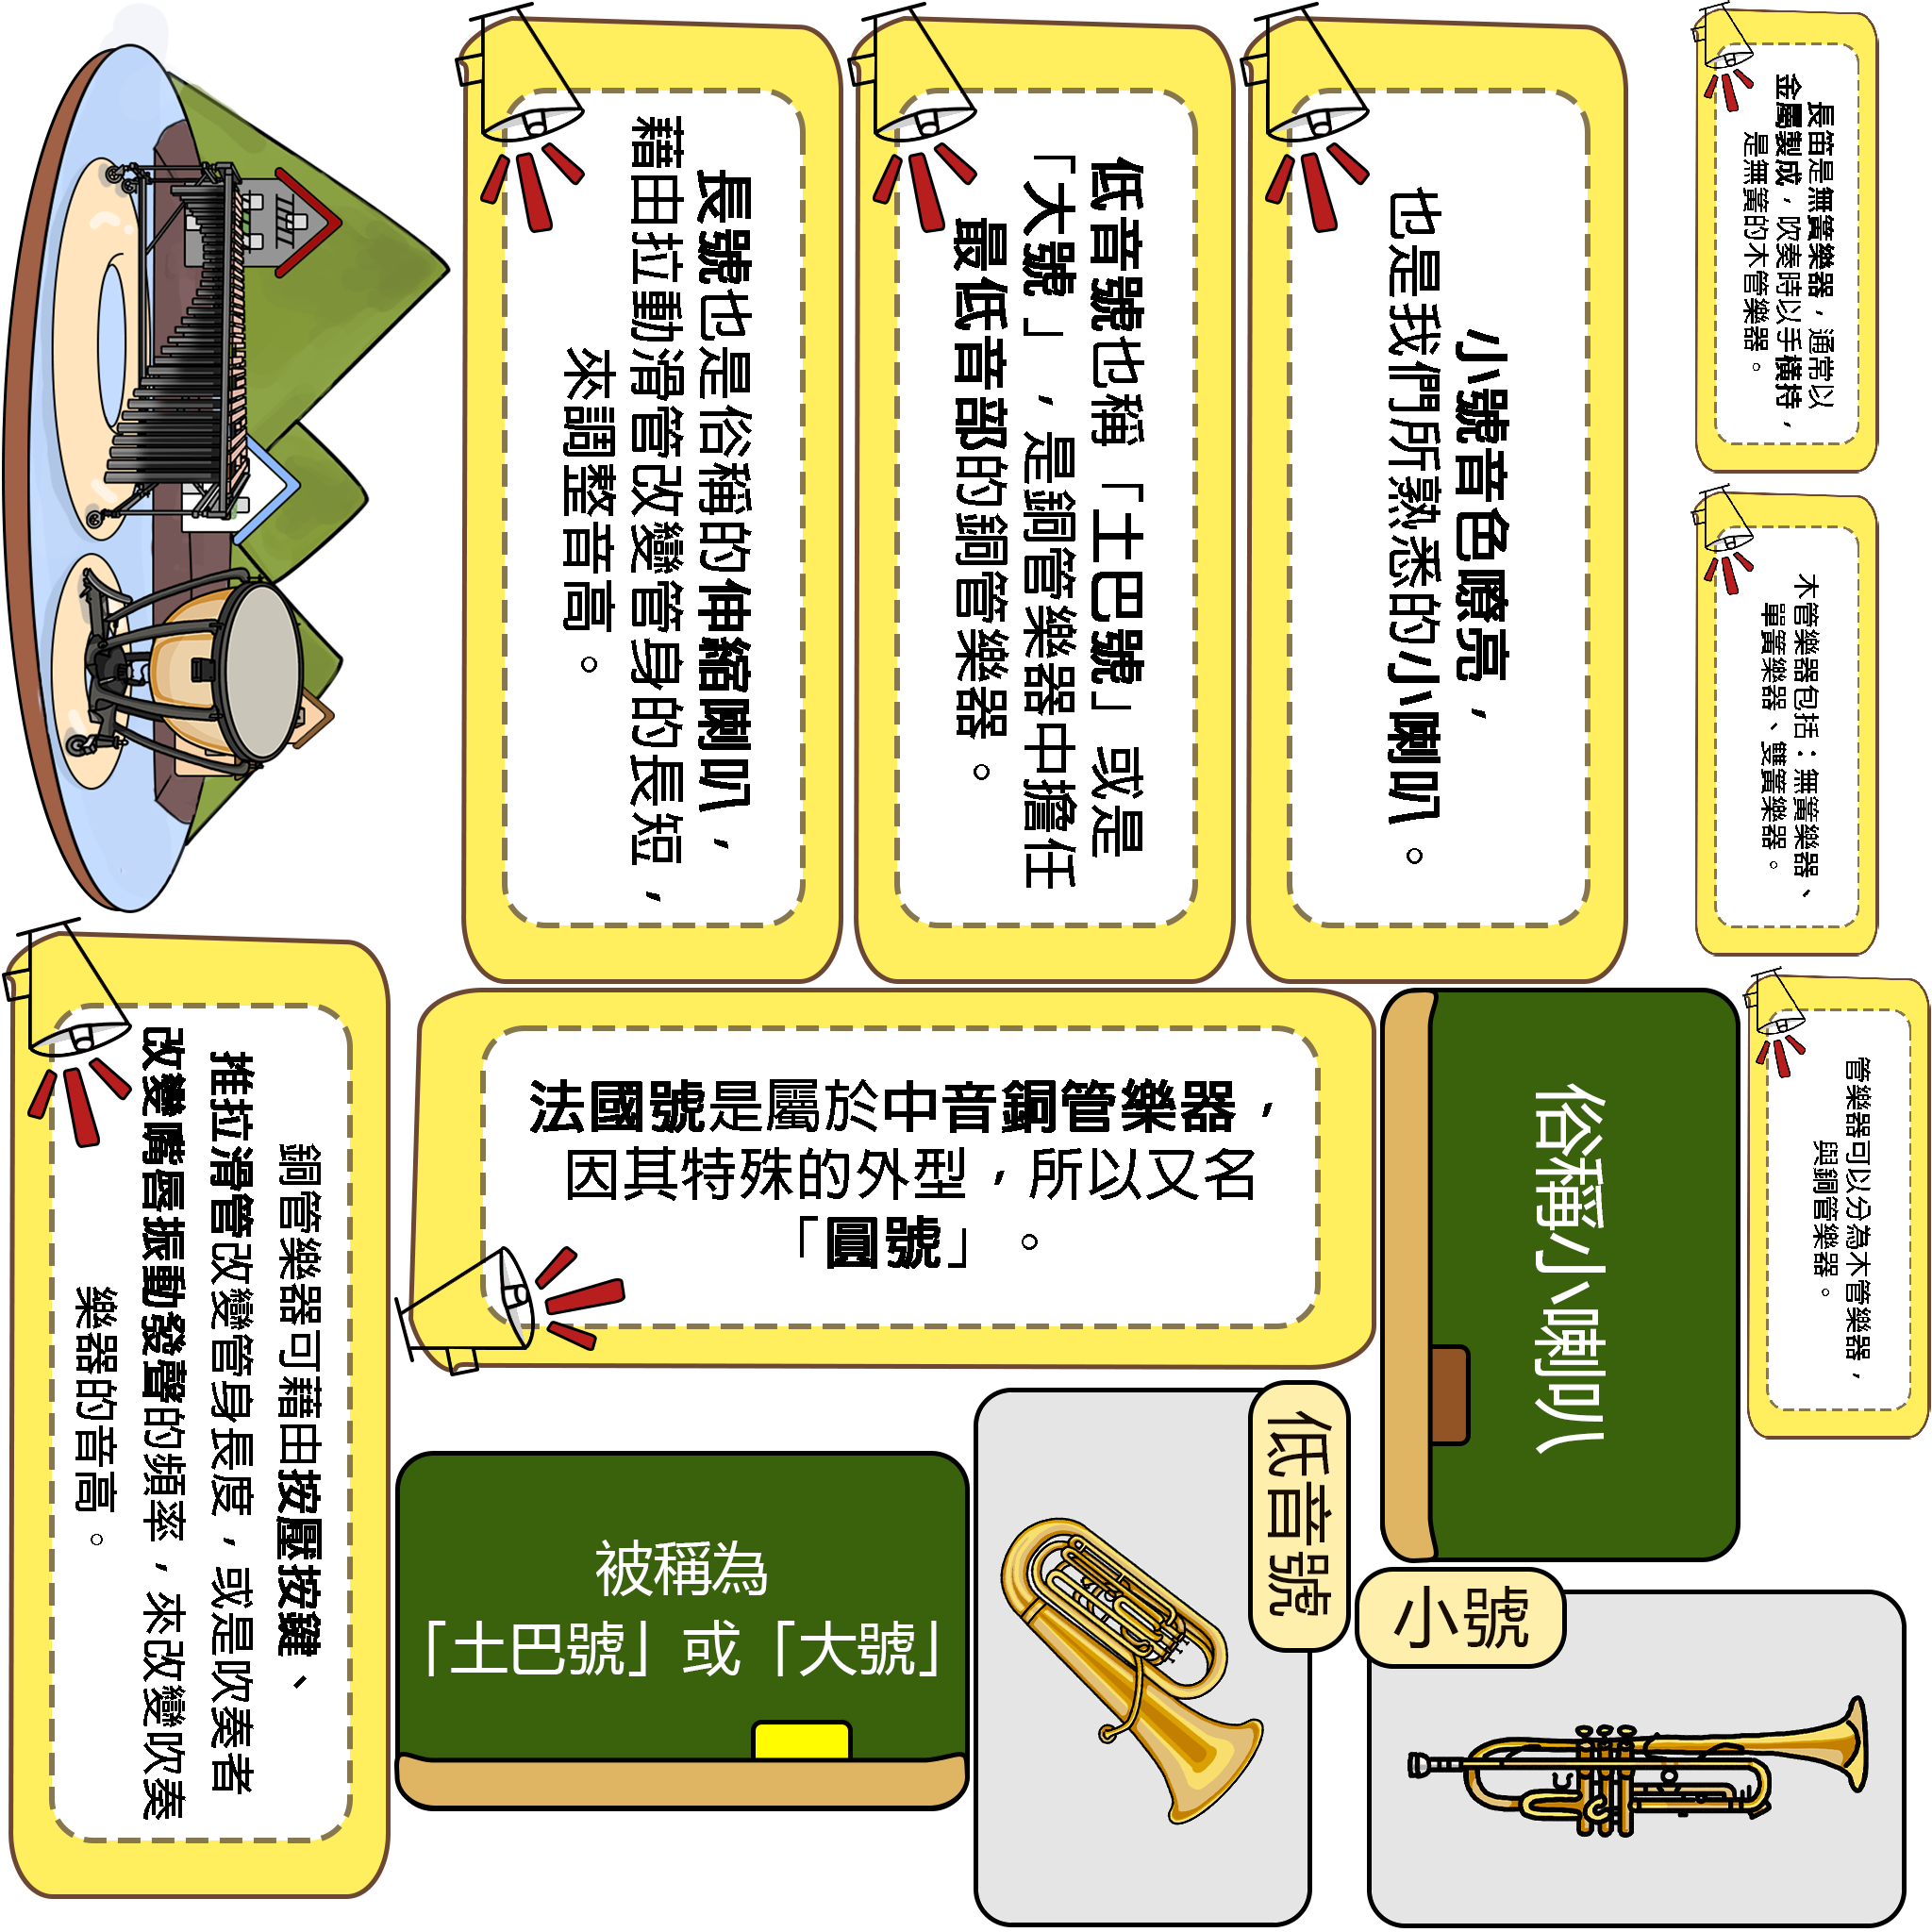 長號也是俗稱的伸縮喇叭，
藉由拉動滑管改變管身的長短，
來調整音高。
低音號也稱「土巴號」或是
「大號」，是銅管樂器中擔任
最低音部的銅管樂器。
小號音色嘹亮，
也是我們所熟悉的小喇叭。
長笛是無簧樂器，通常以
金屬製成，吹奏時以手橫持，
是無簧的木管樂器。
木管樂器包括：無簧樂器、
單簧樂器、雙簧樂器。
管樂器可以分為木管樂器，
與銅管樂器。
銅管樂器可藉由按壓按鍵、
推拉滑管改變管身長度，或是吹奏者
改變嘴唇振動發聲的頻率，來改變吹奏
樂器的音高。
法國號是屬於中音銅管樂器，
因其特殊的外型，所以又名
「圓號」。
俗稱小喇叭
被稱為
「土巴號」或「大號」
低音號
小號